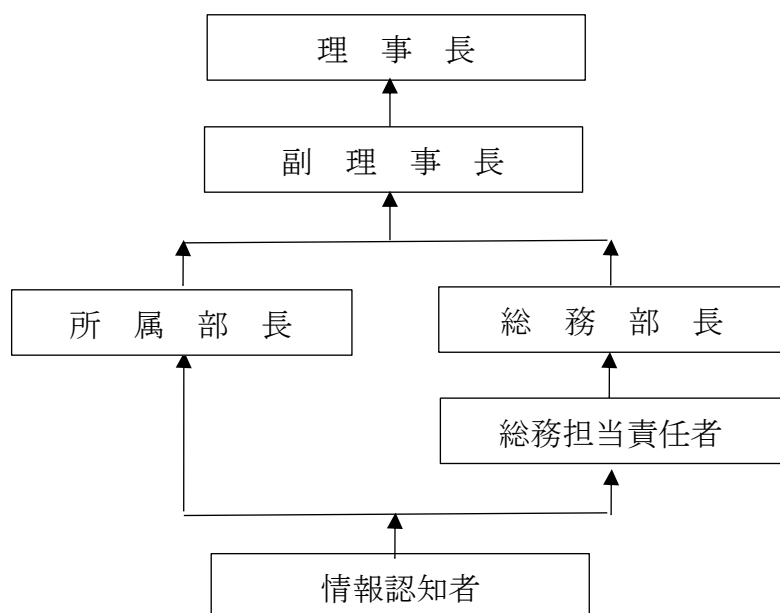 理　事　長
副　理　事　長
所　属　部　長
総　務　部　長
総務担当責任者
情報認知者